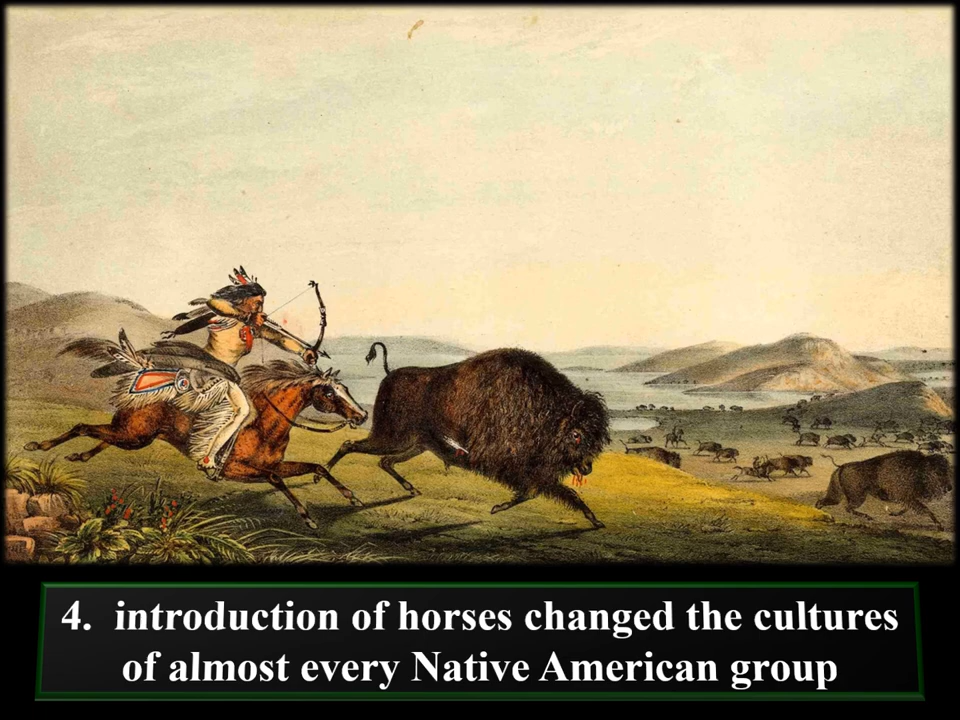 4.  introduction of horses changed the cultures
of almost every Native American group